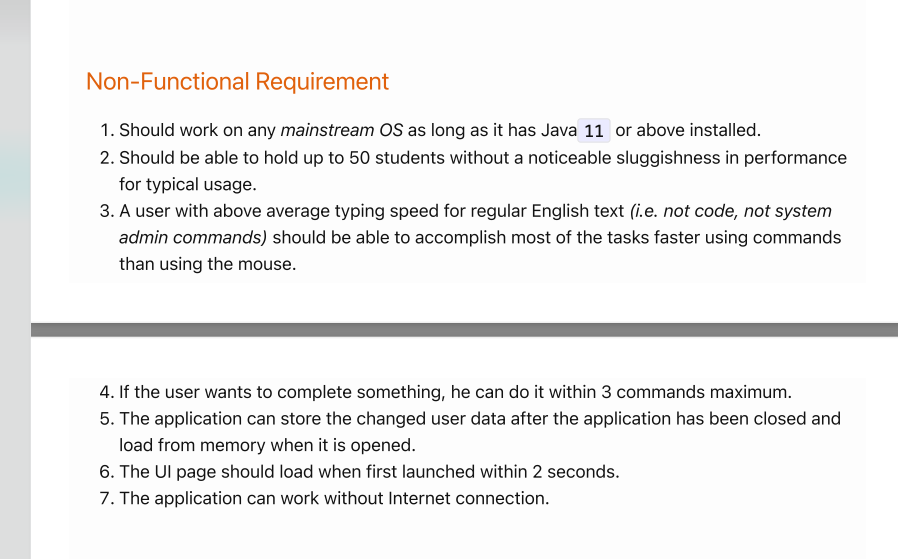 Non-Functional Requirement
1. Should work on any mainstream OS as long as it has Java 11 or above installed.
2. Should be able to hold up to 50 students without a noticeable sluggishness in performance
for typical usage.
3. A user with above average typing speed for regular English text (i.e. not code, not system
admin commands) should be able to accomplish most of the tasks faster using commands
than using the mouse.
4. If the user wants to complete something, he can do it within 3 commands maximum.
5. The application can store the changed user data after the application has been closed and
load from memory when it is opened.
6. The UI page should load when first launched within 2 seconds.
7. The application can work without Internet connection.